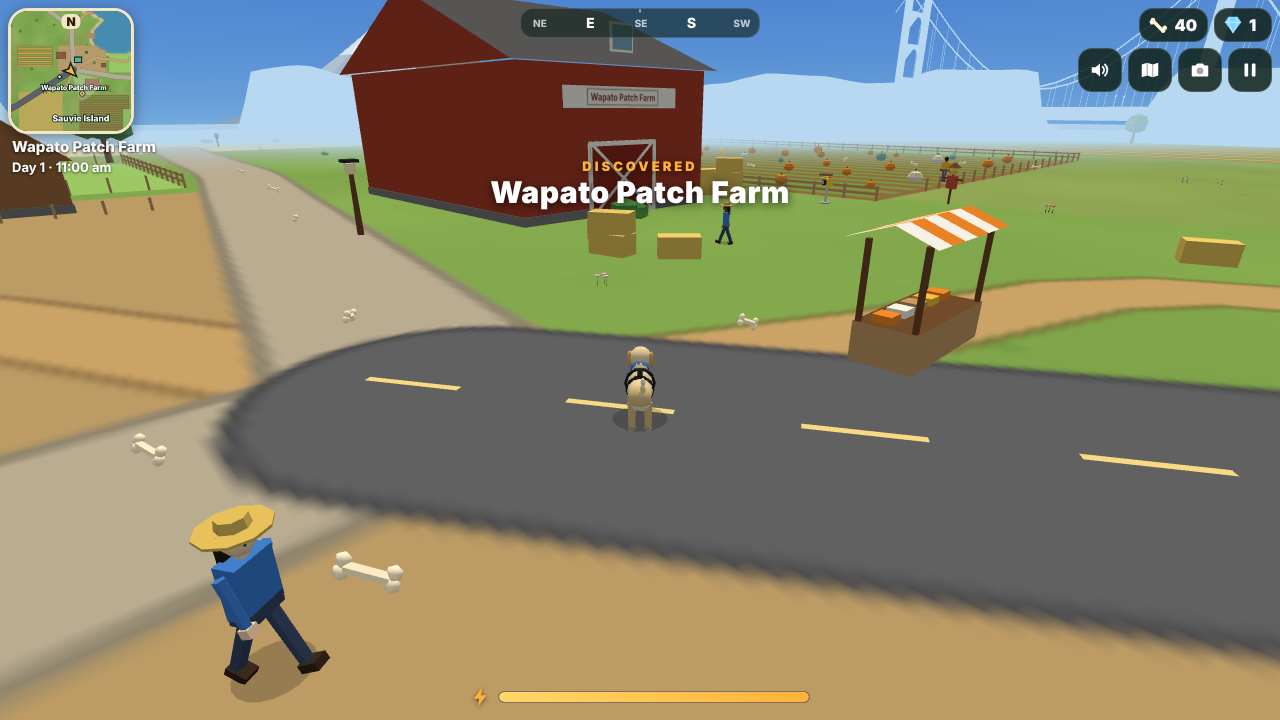 N
Wapato Patch Farm
Sauvie Island
Wapato Patch Farm
Day 1 · 11:00 am
NE E SE S SW
40
1
Wapato Patch Farm
DISCOVERED
Wapato Patch Farm